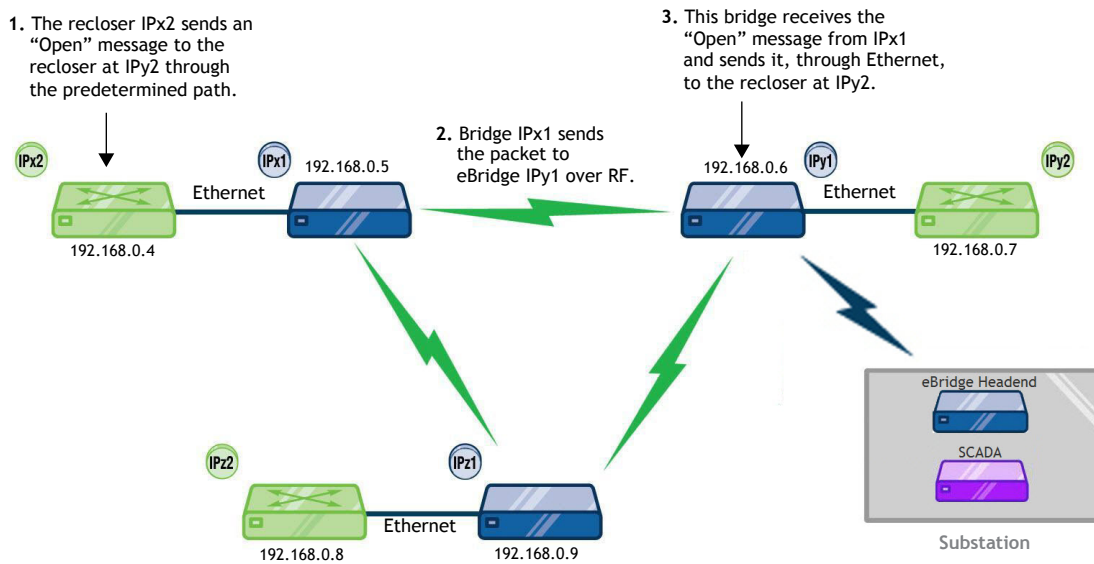 1. The recloser IPx2 sends an
“Open” message to the
recloser at IPy2 through
the predetermined path.
3. This bridge receives the
“Open” message from IPx1
and sends it, through Ethernet,
to the recloser at IPy2.
2. Bridge IPx1 sends
the packet to
eBridge IPy1 over RF.
IPx2
Ethernet
IPx1
192.168.0.5
192.168.0.4
192.168.0.6
IPy1
Ethernet
IPy2
192.168.0.7
eBridge Headend
SCADA
Substation
IPz2
IPz1
Ethernet
192.168.0.8
192.168.0.9